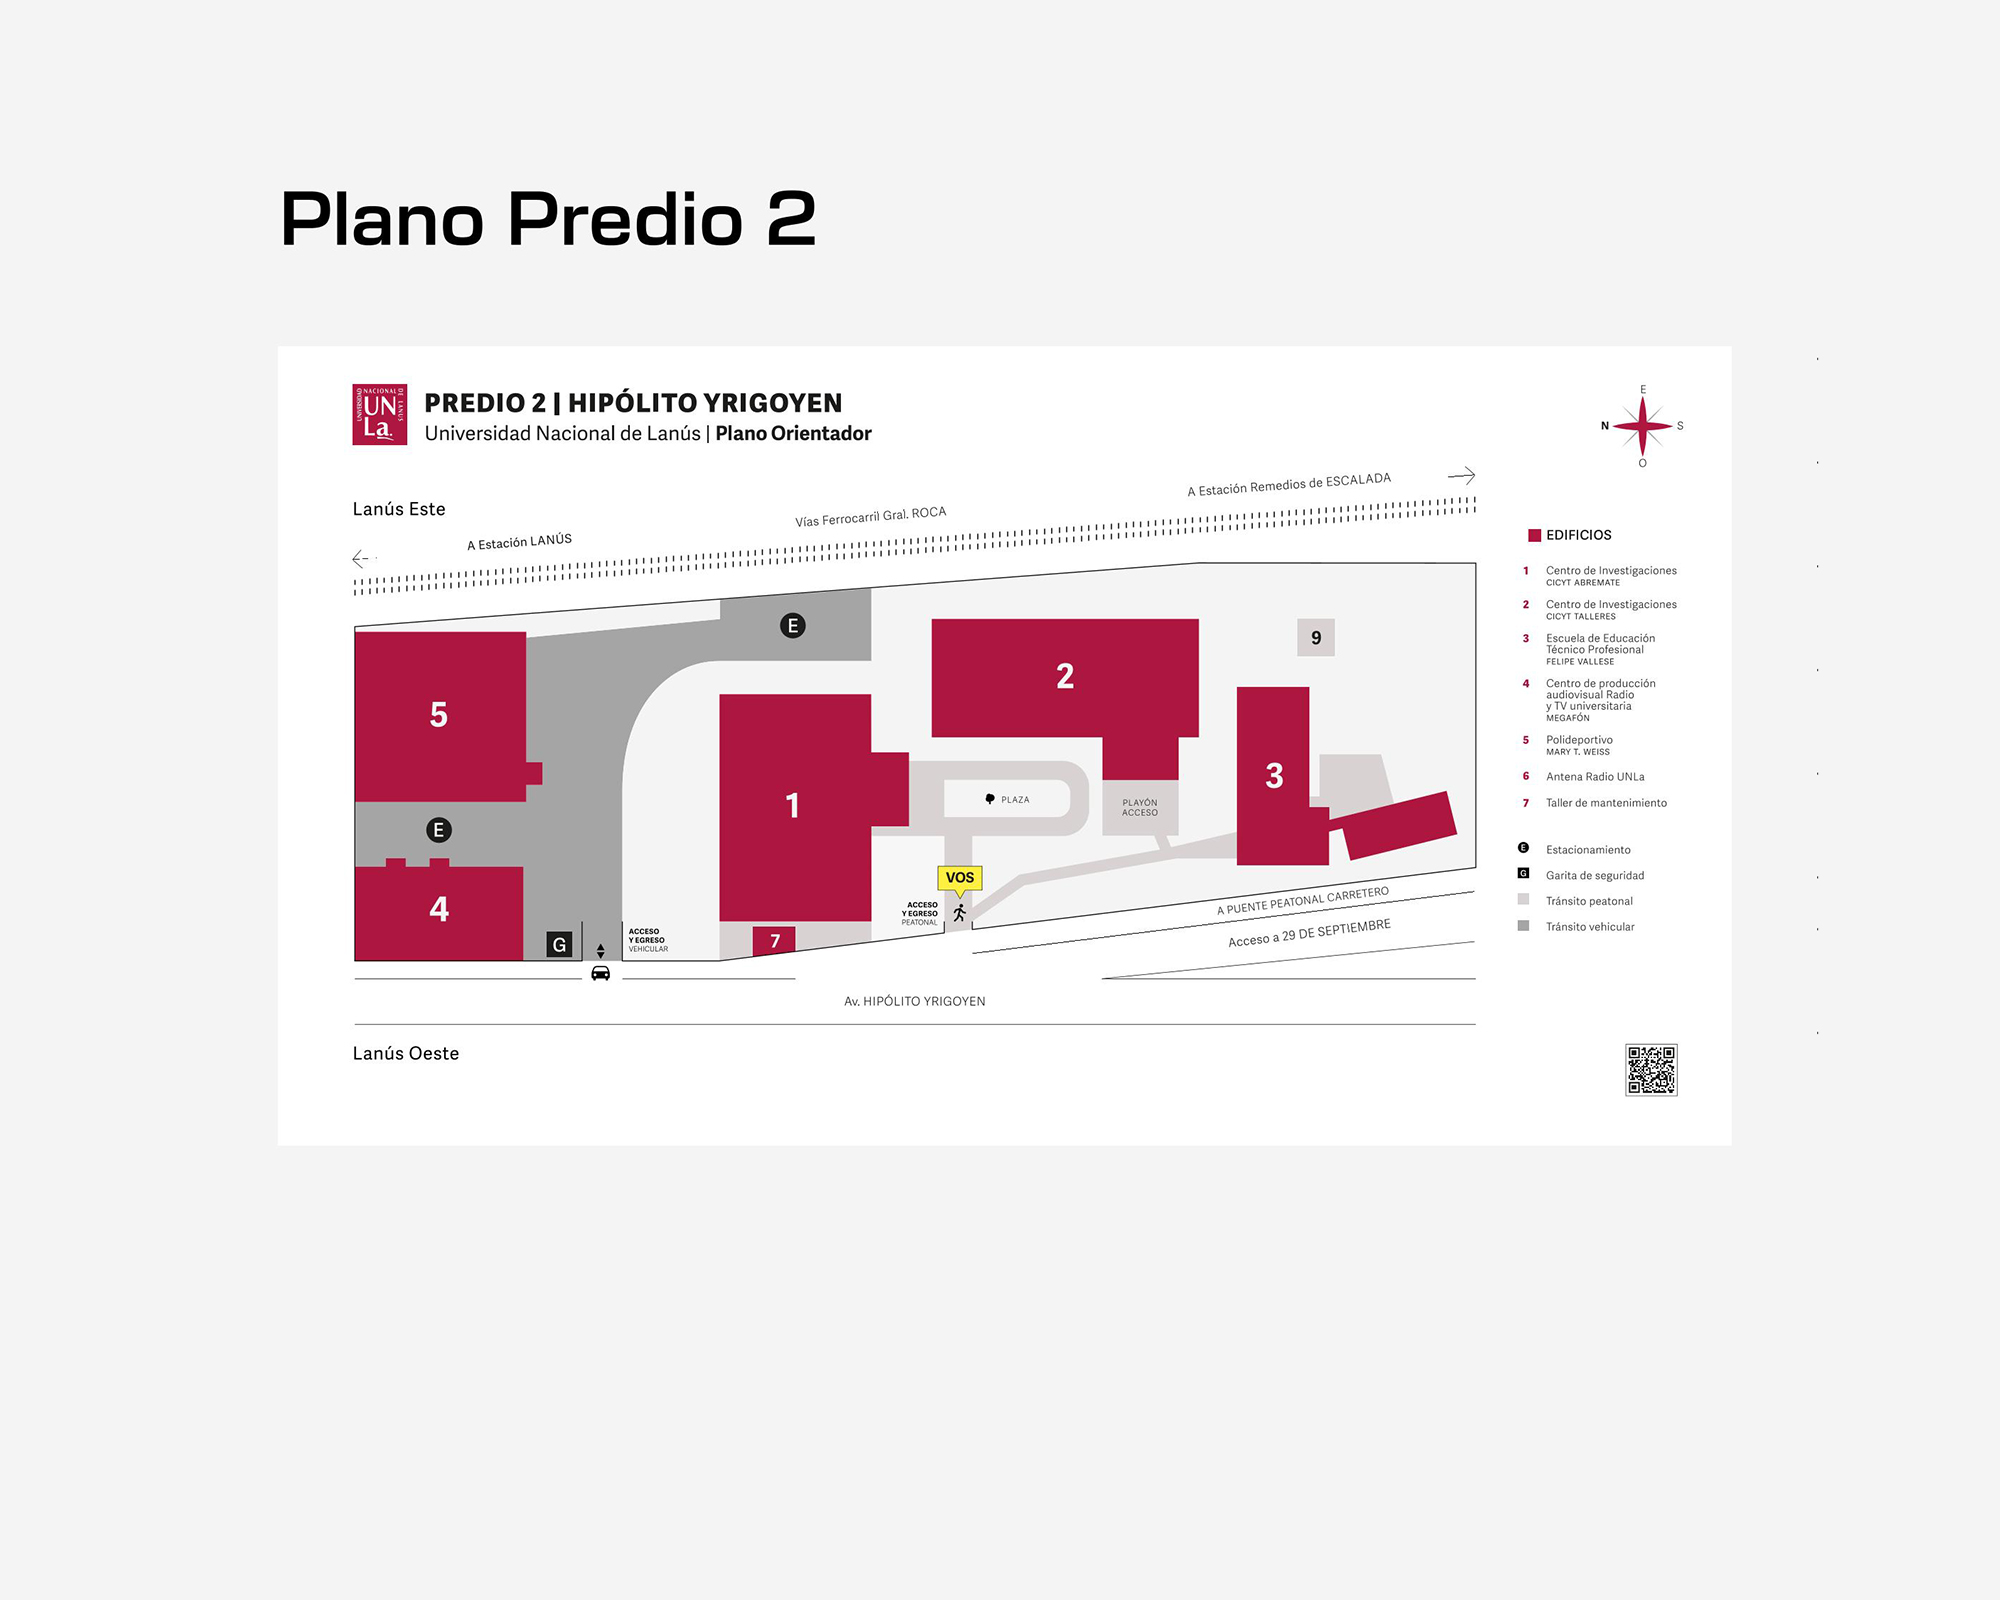 Plano Predio 2
UNIVERSIDAD NACIONAL DE LANÚS
UN
La.
PREDIO 2 | HIPÓLITO YRIGOYEN
Universidad Nacional de Lanús | Plano Orientador
E
N
S
O
Lanús Este
A Estación LANÚS
Vías Ferrocarril Gral. ROCA
A Estación Remedios de ESCALADA
E
5
E
4
G
ACCESO
Y EGRESO
VEHICULAR
1
7
2
PLAZA
PLAYÓN
ACCESO
VOS
ACCESO
Y EGRESO
PEATONAL
3
9
A PUENTE PEATONAL CARRETERO
Acceso a 29 DE SEPTIEMBRE
Av. HIPÓLITO YRIGOYEN
Lanús Oeste
EDIFICIOS
1 Centro de Investigaciones
CICYT ABREMATE
2 Centro de Investigaciones
CICYT TALLERES
3 Escuela de Educación
Técnico Profesional
FELIPE VALLESE
4 Centro de producción
audiovisual Radio
y TV universitaria
MEGAFÓN
5 Polideportivo
MARY T. WEISS
6 Antena Radio UNLa
7 Taller de mantenimiento
E Estacionamiento
G Garita de seguridad
Tránsito peatonal
Tránsito vehicular